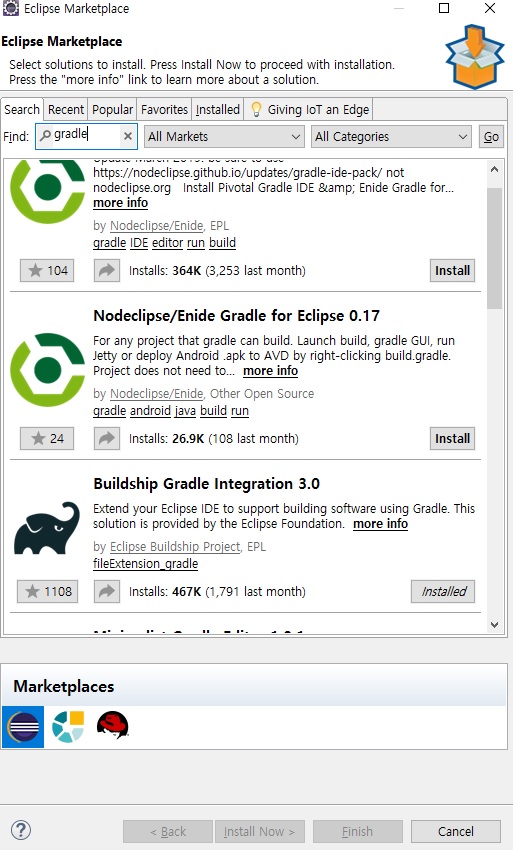 Eclipse Marketplace
Eclipse Marketplace
Select solutions to install. Press Install Now to proceed with installation.
Press the "more info" link to learn more about a solution.
Search Recent Popular Favorites Installed Giving IoT an Edge
Find: gradle All Markets All Categories Go
https://nodeclipse.github.io/updates/gradle-ide-pack/ not
nodeclipse.org Install Pivotal Gradle IDE &amp; Enide Gradle for...
more info
by Nodeclipse/Enide, EPL
gradle IDE editor run build
104 Installs: 364K (3,253 last month) Install
Nodeclipse/Enide Gradle for Eclipse 0.17
For any project that gradle can build. Launch build, gradle GUI, run
Jetty or deploy Android .apk to AVD by right-clicking build.gradle.
Project does not need to... more info
by Nodeclipse/Enide, Other Open Source
gradle android java build run
24 Installs: 26.9K (108 last month) Install
Buildship Gradle Integration 3.0
Extend your Eclipse IDE to support building software using Gradle. This
solution is provided by the Eclipse Foundation. more info
by Eclipse Buildship Project, EPL
fileExtension_gradle
1108 Installs: 467K (1,791 last month) Installed
Marketplaces
? < Back Install Now > Finish Cancel